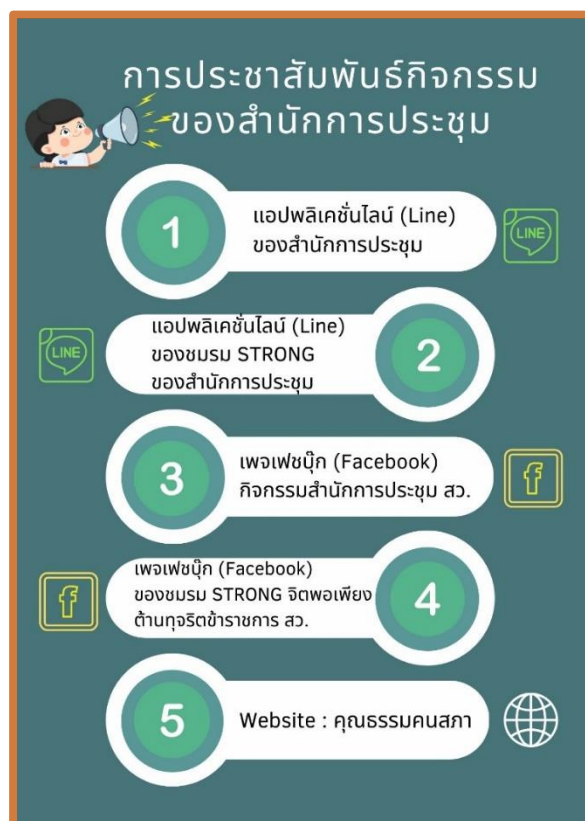 การประชาสัมพันธ์กิจกรรม
ของสำนักการประชุม
1
แอปพลิเคชั่นไลน์ (Line)
ของสำนักการประชุม
LINE
LINE
แอปพลิเคชั่นไลน์ (Line)
ของชมรม STRONG
ของสำนักการประชุม
2
3
เพจเฟซบุ๊ก (Facebook)
กิจกรรมสำนักการประชุม สว.
f
f
เพจเฟซบุ๊ก (Facebook)
ของชมรม STRONG จิตพอเพียง
ต้านทุจริตข้าราชการ สว.
4
5
Website : คุณธรรมคนสภา